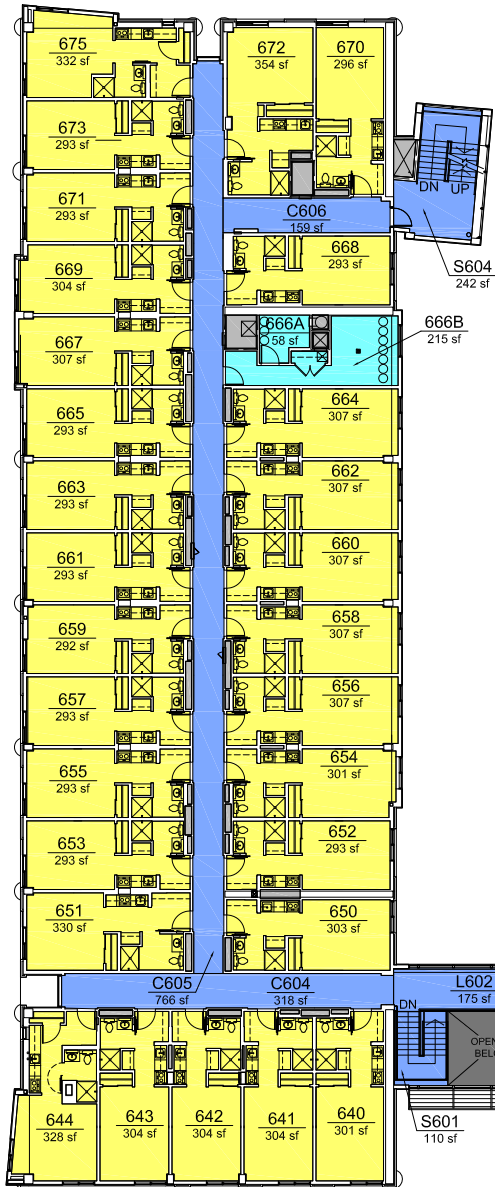 675
332 sf
672
354 sf
670
296 sf
673
293 sf
DN
UP
671
293 sf
C606
159 sf
S604
242 sf
669
304 sf
668
293 sf
667
307 sf
666A
58 sf
666B
215 sf
665
293 sf
664
307 sf
663
293 sf
662
307 sf
661
293 sf
660
307 sf
659
292 sf
658
307 sf
657
293 sf
656
307 sf
655
293 sf
654
301 sf
653
293 sf
652
293 sf
651
330 sf
650
303 sf
C605
766 sf
C604
318 sf
L602
175 sf
DN
OPEN
BELO
644
328 sf
643
304 sf
642
304 sf
641
304 sf
640
301 sf
S601
110 sf